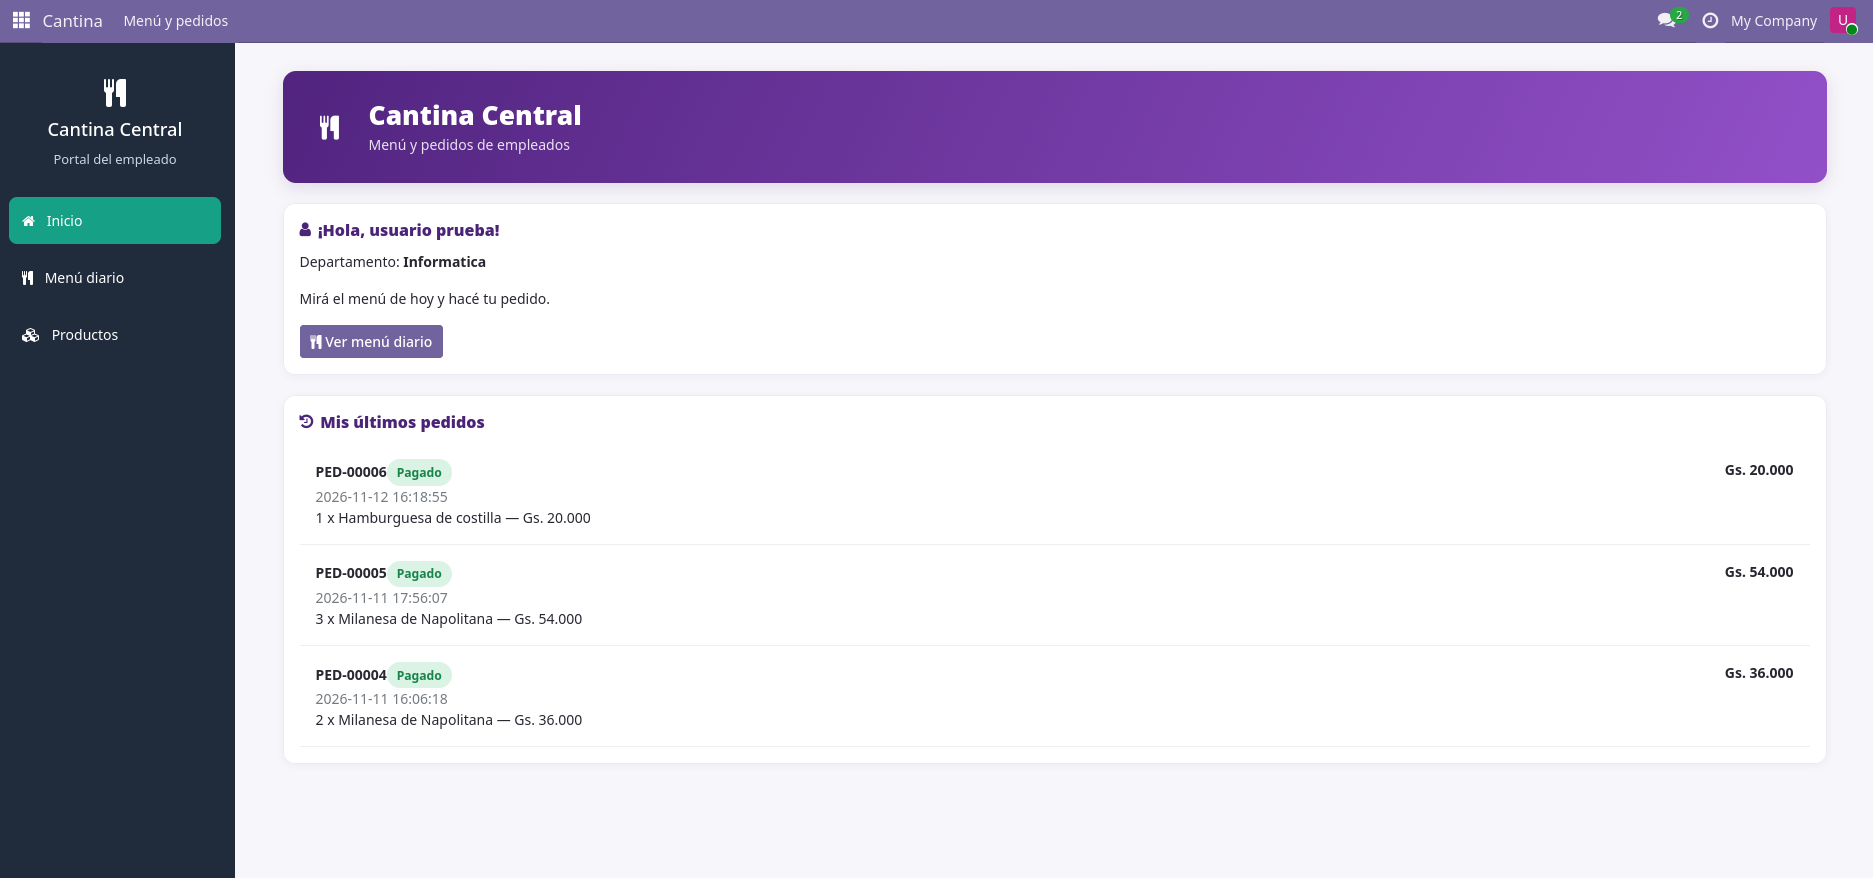 Cantina Menú y pedidos 2 My Company U
Cantina Central
Portal del empleado
Inicio
Menú diario
Productos
Cantina Central
Menú y pedidos de empleados
¡Hola, usuario prueba!
Departamento: Informatica
Mirá el menú de hoy y hacé tu pedido.
Ver menú diario
Mis últimos pedidos
PED-00006 Pagado Gs. 20.000
2026-11-12 16:18:55
1 x Hamburguesa de costilla — Gs. 20.000
PED-00005 Pagado Gs. 54.000
2026-11-11 17:56:07
3 x Milanesa de Napolitana — Gs. 54.000
PED-00004 Pagado Gs. 36.000
2026-11-11 16:06:18
2 x Milanesa de Napolitana — Gs. 36.000